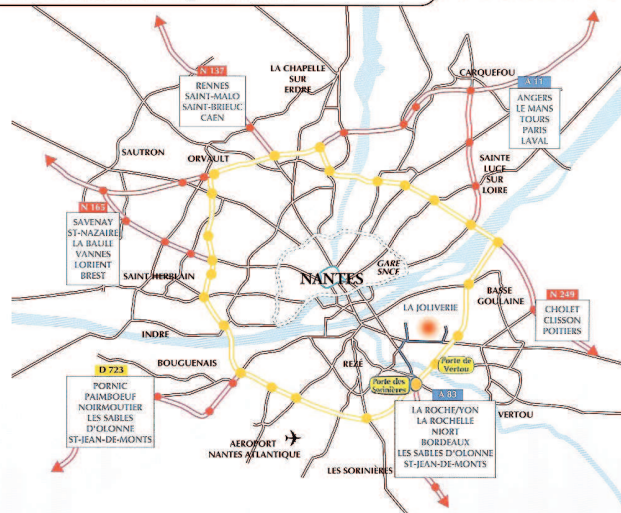 N 137
RENNES
SAINT-MALO
SAINT-BRIEUC
CAEN
LA CHAPELLE
SUR
ERDRE
CARQUEFOU
A 11
ANGERS
LE MANS
TOURS
PARIS
LAVAL
SAUTRON
ORVAULT
SAINTE
LUCE
SUR
LOIRE
N 165
SAVENAY
ST-NAZAIRE
LA BAULE
VANNES
LORIENT
BREST
SAINT HERBLAIN
NANTES
GARE
SNCF
BASSE
GOULAINE
LA JOLIVERIE
N 249
CHOLET
CLISSON
POITIERS
INDRE
BOUGUENAIS
REZÉ
Porte de
Vertou
D 723
PORNIC
PAIMBOEUF
NOIRMOUTIER
LES SABLES
D'OLONNE
ST-JEAN-DE-MONTS
Porte des
Sorinières
A 83
LA ROCHE/YON
LA ROCHELLE
NIORT
BORDEAUX
LES SABLES D'OLONNE
ST-JEAN-DE-MONTS
VERTOU
AEROPORT
NANTES ATLANTIQUE
LES SORINIÈRES